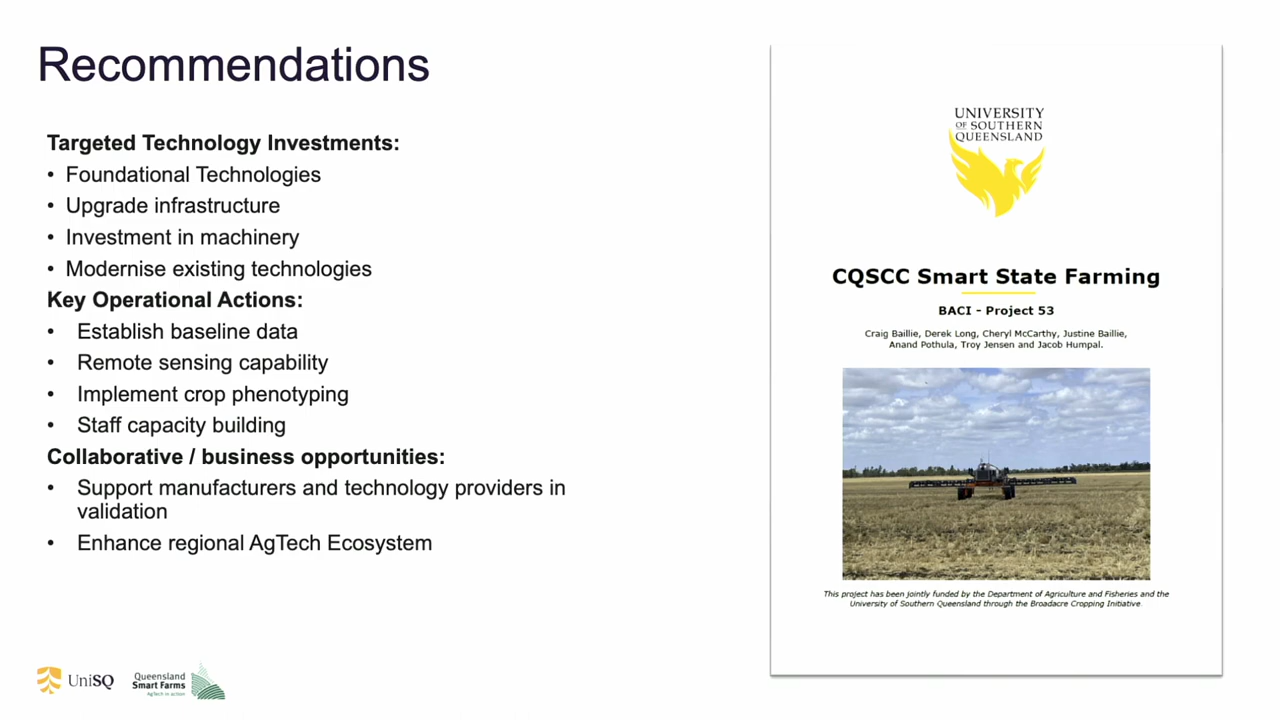 Recommendations
Targeted Technology Investments:
• Foundational Technologies
• Upgrade infrastructure
• Investment in machinery
• Modernise existing technologies
Key Operational Actions:
• Establish baseline data
• Remote sensing capability
• Implement crop phenotyping
• Staff capacity building
Collaborative / business opportunities:
• Support manufacturers and technology providers in
validation
• Enhance regional AgTech Ecosystem
UniSQ
Queensland
Smart Farms
AgTech in action
UNIVERSITY
OF SOUTHERN
QUEENSLAND
CQSCC Smart State Farming
BACI - Project 53
Craig Baillie, Derek Long, Cheryl McCarthy, Justine Baillie,
Anand Pothula, Troy Jensen and Jacob Humpal.
This project has been jointly funded by the Department of Agriculture and Fisheries and the
University of Southern Queensland through the Broadacre Cropping Initiative